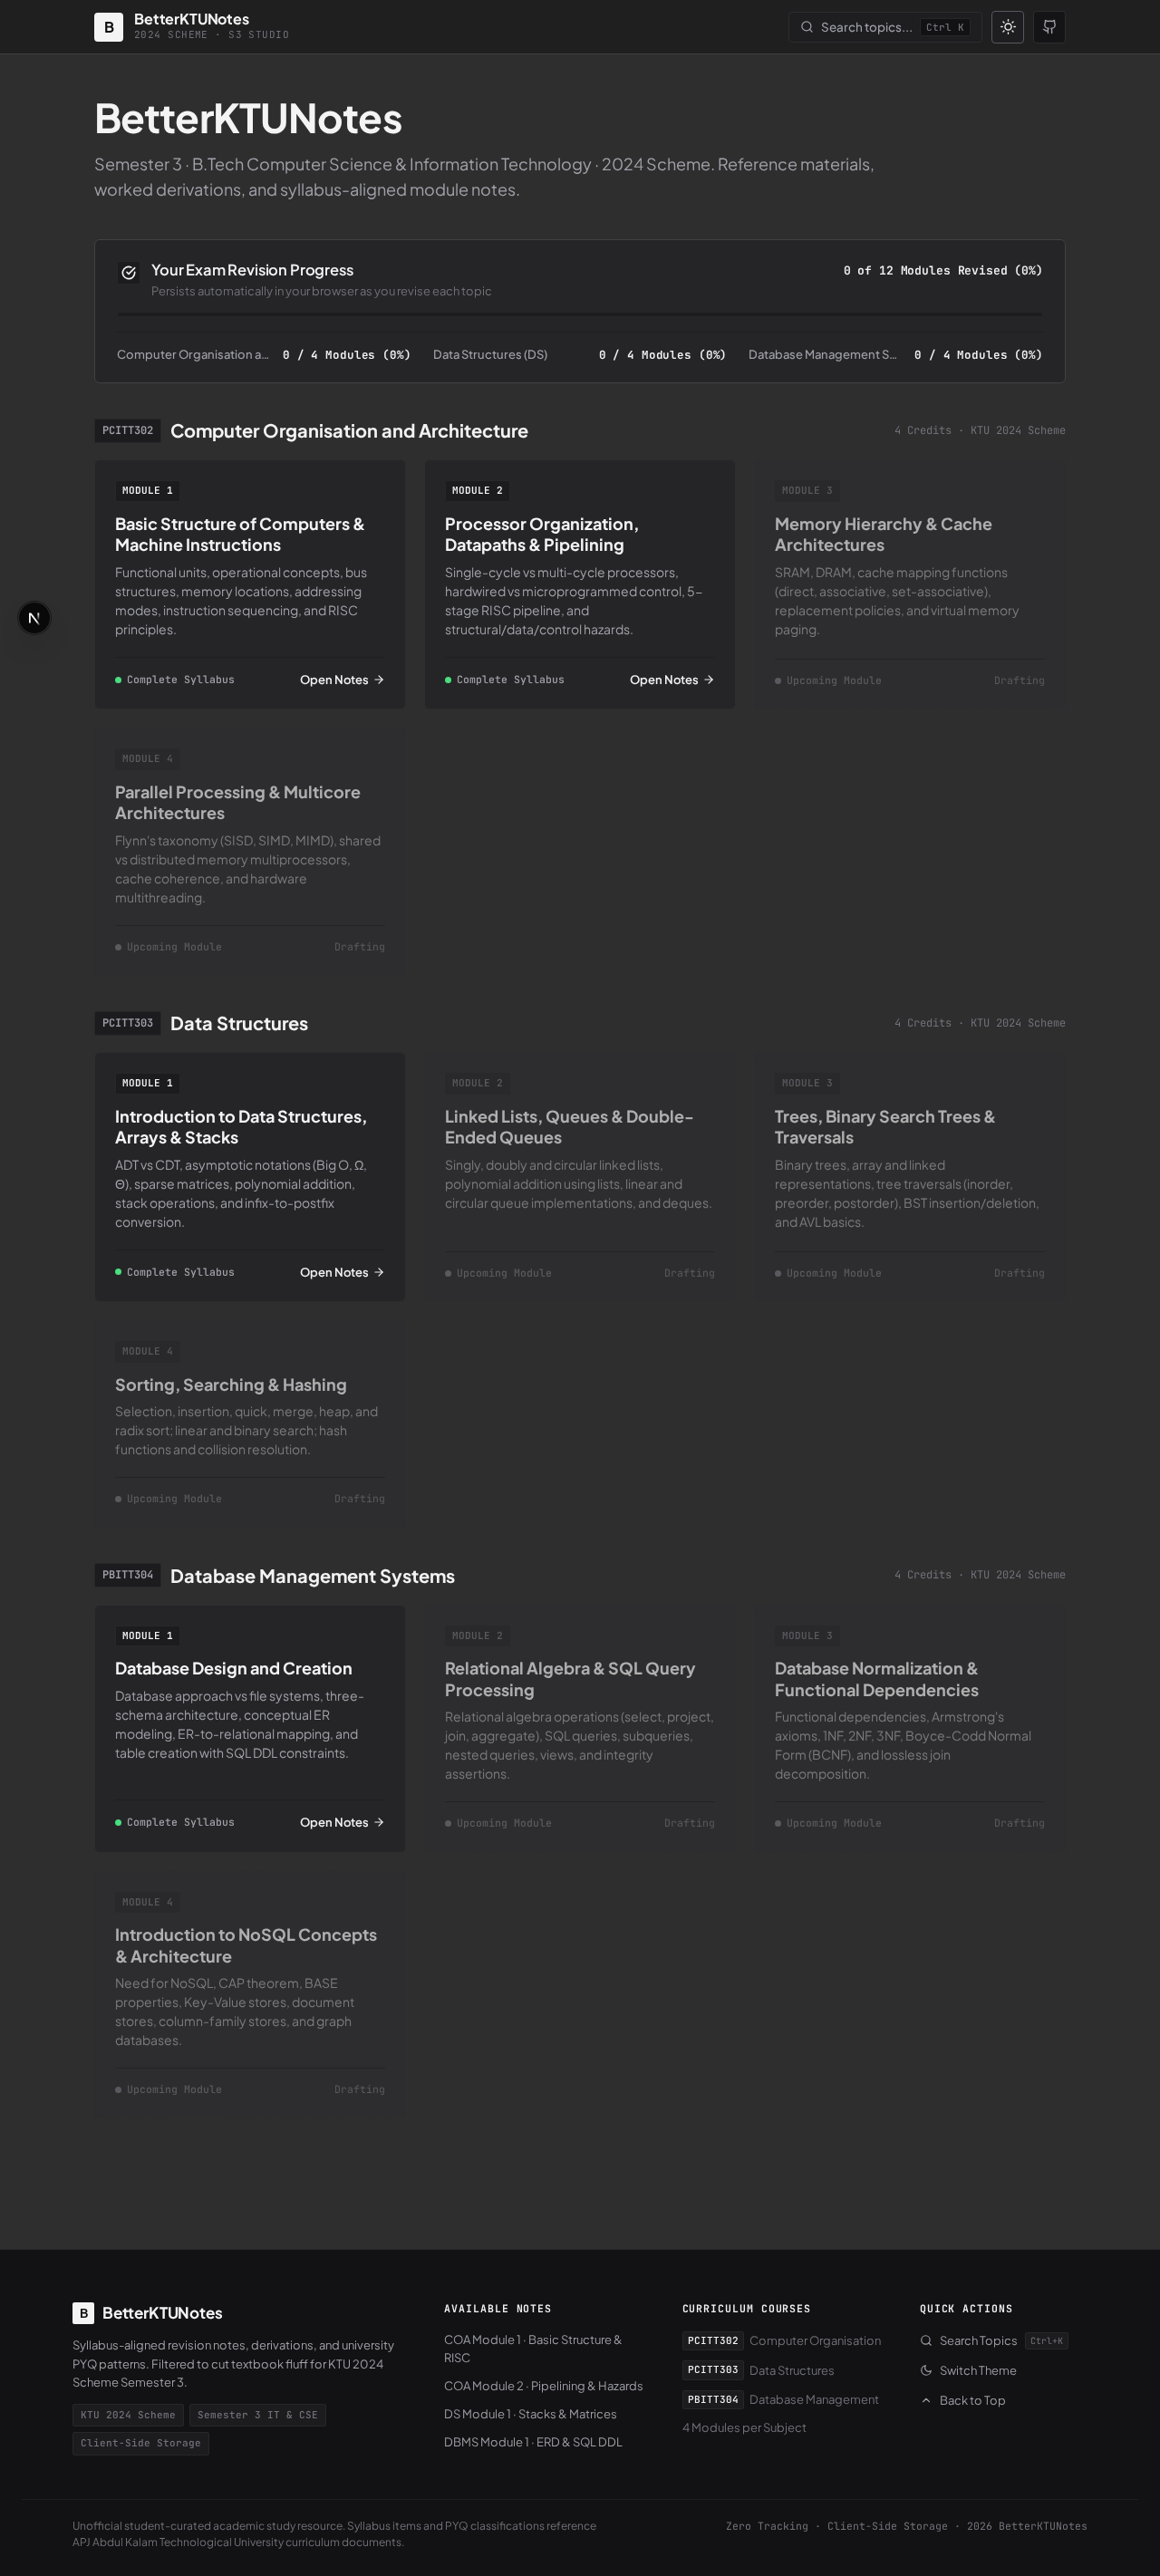 B
BetterKTUNotes
2024 SCHEME · S3 STUDIO
Search topics...
Ctrl K
BetterKTUNotes
Semester 3 · B.Tech Computer Science & Information Technology · 2024 Scheme. Reference materials,
worked derivations, and syllabus-aligned module notes.
Your Exam Revision Progress
0 of 12 Modules Revised (0%)
Persists automatically in your browser as you revise each topic
Computer Organisation a... 0 / 4 Modules (0%)
Data Structures (DS) 0 / 4 Modules (0%)
Database Management S... 0 / 4 Modules (0%)
PCITT302 Computer Organisation and Architecture
4 Credits · KTU 2024 Scheme
MODULE 1
Basic Structure of Computers &
Machine Instructions
Functional units, operational concepts, bus
structures, memory locations, addressing
modes, instruction sequencing, and RISC
principles.
Complete Syllabus
Open Notes →
MODULE 2
Processor Organization,
Datapaths & Pipelining
Single-cycle vs multi-cycle processors,
hardwired vs microprogrammed control, 5-
stage RISC pipeline, and
structural/data/control hazards.
Complete Syllabus
Open Notes →
MODULE 3
Memory Hierarchy & Cache
Architectures
SRAM, DRAM, cache mapping functions
(direct, associative, set-associative),
replacement policies, and virtual memory
paging.
Upcoming Module
Drafting
N
MODULE 4
Parallel Processing & Multicore
Architectures
Flynn's taxonomy (SISD, SIMD, MIMD), shared
vs distributed memory multiprocessors,
cache coherence, and hardware
multithreading.
Upcoming Module
Drafting
PCITT303 Data Structures
4 Credits · KTU 2024 Scheme
MODULE 1
Introduction to Data Structures,
Arrays & Stacks
ADT vs CDT, asymptotic notations (Big O, Ω,
Θ), sparse matrices, polynomial addition,
stack operations, and infix-to-postfix
conversion.
Complete Syllabus
Open Notes →
MODULE 2
Linked Lists, Queues & Double-
Ended Queues
Singly, doubly and circular linked lists,
polynomial addition using lists, linear and
circular queue implementations, and deques.
Upcoming Module
Drafting
MODULE 3
Trees, Binary Search Trees &
Traversals
Binary trees, array and linked
representations, tree traversals (inorder,
preorder, postorder), BST insertion/deletion,
and AVL basics.
Upcoming Module
Drafting
MODULE 4
Sorting, Searching & Hashing
Selection, insertion, quick, merge, heap, and
radix sort; linear and binary search; hash
functions and collision resolution.
Upcoming Module
Drafting
PBITT304 Database Management Systems
4 Credits · KTU 2024 Scheme
MODULE 1
Database Design and Creation
Database approach vs file systems, three-
schema architecture, conceptual ER
modeling, ER-to-relational mapping, and
table creation with SQL DDL constraints.
Complete Syllabus
Open Notes →
MODULE 2
Relational Algebra & SQL Query
Processing
Relational algebra operations (select, project,
join, aggregate), SQL queries, subqueries,
nested queries, views, and integrity
assertions.
Upcoming Module
Drafting
MODULE 3
Database Normalization &
Functional Dependencies
Functional dependencies, Armstrong's
axioms, 1NF, 2NF, 3NF, Boyce-Codd Normal
Form (BCNF), and lossless join
decomposition.
Upcoming Module
Drafting
MODULE 4
Introduction to NoSQL Concepts
& Architecture
Need for NoSQL, CAP theorem, BASE
properties, Key-Value stores, document
stores, column-family stores, and graph
databases.
Upcoming Module
Drafting
B BetterKTUNotes
Syllabus-aligned revision notes, derivations, and university
PYQ patterns. Filtered to cut textbook fluff for KTU 2024
Scheme Semester 3.
KTU 2024 Scheme
Semester 3 IT & CSE
Client-Side Storage
AVAILABLE NOTES
COA Module 1 · Basic Structure &
RISC
COA Module 2 · Pipelining & Hazards
DS Module 1 · Stacks & Matrices
DBMS Module 1 · ERD & SQL DDL
CURRICULUM COURSES
PCITT302 Computer Organisation
PCITT303 Data Structures
PBITT304 Database Management
4 Modules per Subject
QUICK ACTIONS
Search Topics Ctrl+K
Switch Theme
Back to Top
Unofficial student-curated academic study resource. Syllabus items and PYQ classifications reference
APJ Abdul Kalam Technological University curriculum documents.
Zero Tracking · Client-Side Storage · 2026 BetterKTUNotes